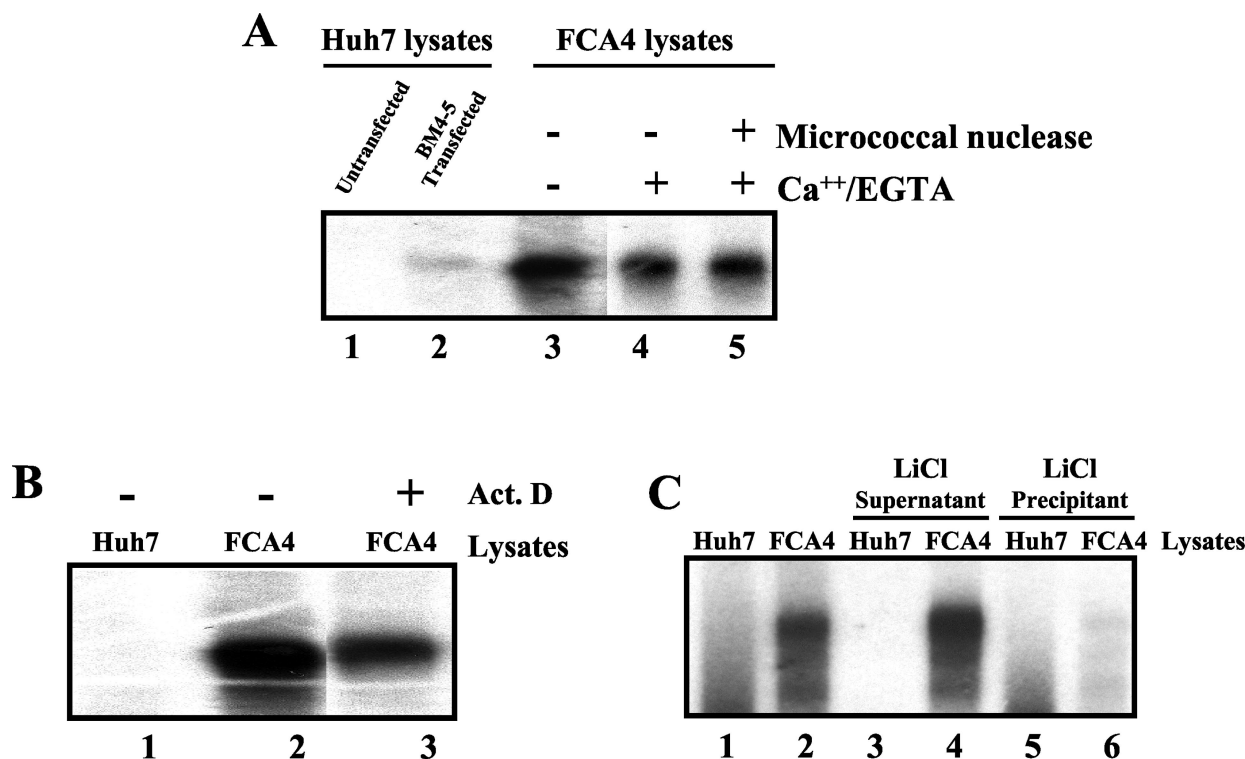 A
Huh7 lysates
FCA4 lysates
Untransfected
BM4-5
Transfected
- - + Micrococcal nuclease
- + + Ca⁺⁺/EGTA
1 2 3 4 5
B
- - + Act. D
Huh7 FCA4 FCA4 Lysates
1 2 3
C
LiCl
Supernatant
LiCl
Precipitant
Huh7 FCA4 Huh7 FCA4 Huh7 FCA4 Lysates
1 2 3 4 5 6